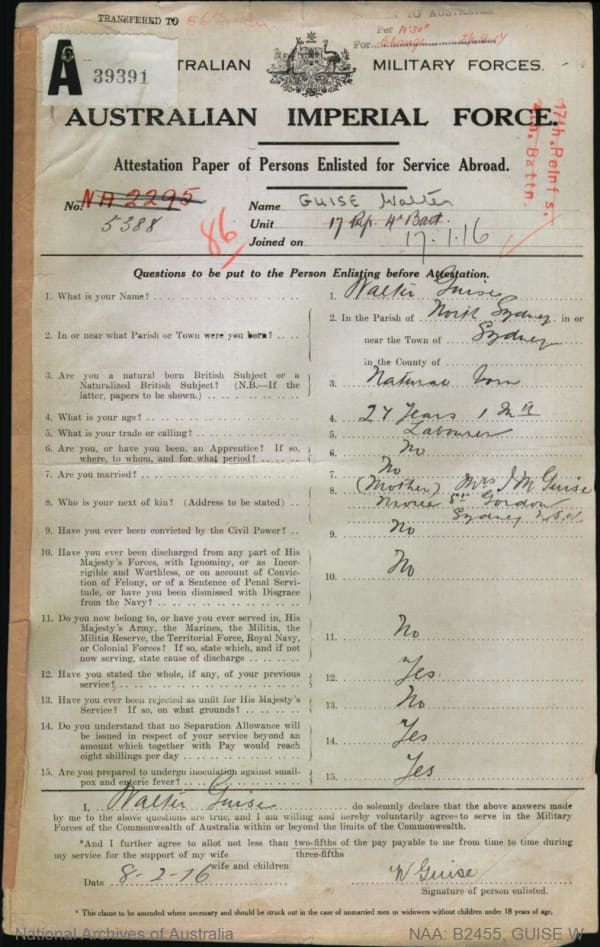 TRANSFERRED TO 56
Per A30
For
A 39391
AUSTRALIAN MILITARY FORCES.
AUSTRALIAN IMPERIAL FORCE.
17th. Reinfs.
Battn.
Attestation Paper of Persons Enlisted for Service Abroad.
No. NA 2295
5388
86
Name GUISE Walter
Unit 17 Rf. 4th Batt.
Joined on 17.1.16
Questions to be put to the Person Enlisting before Attestation.
1. What is your Name?
1. Walter Guise
2. In or near what Parish or Town were you born?
2. In the Parish of North Sydney in or
near the Town of Sydney
in the County of
3. Are you a natural born British Subject or a
Naturalized British Subject? (N.B.—If the
latter, papers to be shown.)
3. Natural born
4. What is your age?
4. 27 Years 1 Mth
5. What is your trade or calling?
5. Labourer
6. Are you, or have you been, an Apprentice? If so,
where, to whom, and for what period?
6. No
7. Are you married?
7. No
8. Who is your next of kin? (Address to be stated)
8. (Mother) Mrs J M Guise
Moree St Gordon
Sydney N.S.W.
9. Have you ever been convicted by the Civil Power?
9. No
10. Have you ever been discharged from any part of His
Majesty's Forces, with Ignominy, or as Incor-
rigible and Worthless, or on account of Convic-
tion of Felony, or of a Sentence of Penal Servi-
tude, or have you been dismissed with Disgrace
from the Navy?
10. No
11. Do you now belong to, or have you ever served in, His
Majesty's Army, the Marines, the Militia, the
Militia Reserve, the Territorial Force, Royal Navy,
or Colonial Forces? If so, state which, and if not
now serving, state cause of discharge
11. No
12. Have you stated the whole, if any, of your previous
service?
12. Yes
13. Have you ever been rejected as unfit for His Majesty's
Service? If so, on what grounds?
13. No
14. Do you understand that no Separation Allowance will
be issued in respect of your service beyond an
amount which together with Pay would reach
eight shillings per day
14. Yes
15. Are you prepared to undergo inoculation against small-
pox and enteric fever?
15. Yes
I, Walter Guise do solemnly declare that the above answers made
by me to the above questions are true, and I am willing and hereby voluntarily agree to serve in the Military
Forces of the Commonwealth of Australia within or beyond the limits of the Commonwealth.
*And I further agree to allot not less than two-fifths of the pay payable to me from time to time during
three-fifths
my service for the support of my wife
wife and children
Date 8-2-16
W Guise
Signature of person enlisted.
* This clause to be amended where necessary and should be struck out in the case of unmarried men or widowers without children under 18 years of age.
National Archives of Australia
NAA: B2455, GUISE W